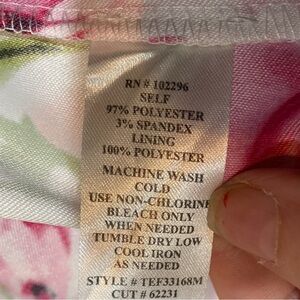 RN # 102296
SELF
97% POLYESTER
3% SPANDEX
LINING
100% POLYESTER
MACHINE WASH
COLD
USE NON-CHLORINE
BLEACH ONLY
WHEN NEEDED
TUMBLE DRY LOW
COOL IRON
AS NEEDED
STYLE # TEF33168M
CUT # 62231